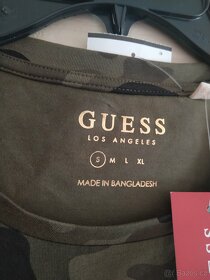 GUESS
LOS ANGELES
S M L XL
MADE IN BANGLADESH